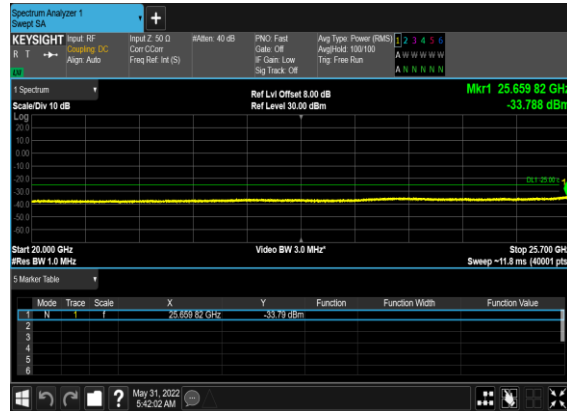 Spectrum Analyzer 1
Swept SA
+
KEYSIGHT Input: RF Input Z: 50 Ω #Atten: 40 dB PNO: Fast Avg Type: Power (RMS) 1 2 3 4 5 6
R T Coupling: DC Corr CCorr Gate: Off Avg|Hold: 100/100 A W W W W W
Align: Auto Freq Ref: Int (S) IF Gain: Low Trig: Free Run
Sig Track: Off A N N N N N
1 Spectrum Ref Lvl Offset 8.00 dB Mkr1 25.659 82 GHz
Scale/Div 10 dB Ref Level 30.00 dBm -33.788 dBm
Log
20.0
10.0
0.00
-10.0
-20.0
DL1 -25.00
-30.0
-40.0
-50.0
-60.0
Start 20.000 GHz Video BW 3.0 MHz* Stop 25.700 GHz
#Res BW 1.0 MHz Sweep ~11.8 ms (40001 pts
5 Marker Table
Mode Trace Scale X Y Function Function Width Function Value
1 N 1 f 25.659 82 GHz -33.79 dBm
2
3
4
5
6
? May 31, 2022
5:42:02 AM